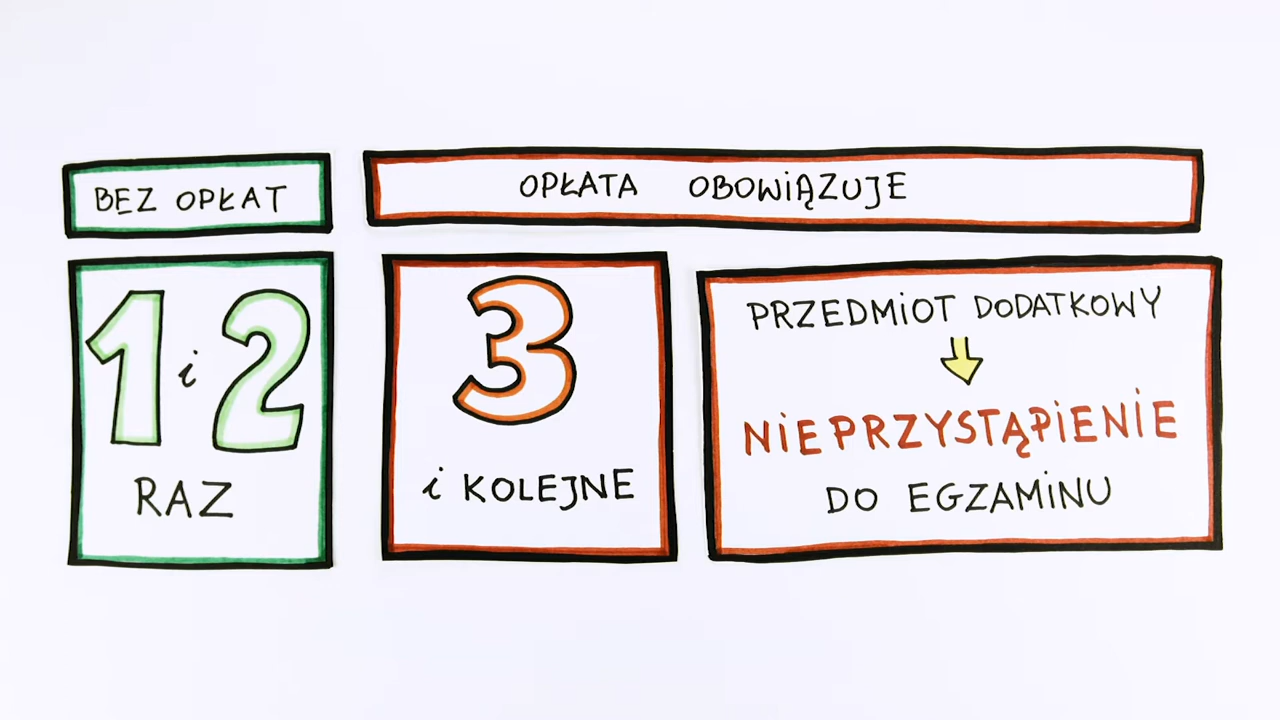 BEZ OPŁAT
OPŁATA OBOWIĄZUJE
1 i 2
RAZ
3
i KOLEJNE
PRZEDMIOT DODATKOWY
NIEPRZYSTĄPIENIE
DO EGZAMINU